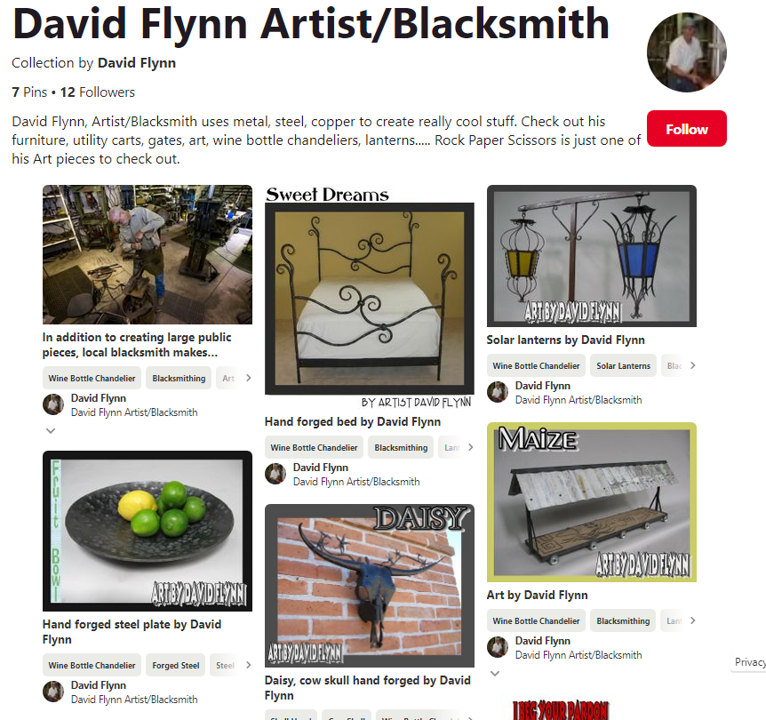 David Flynn Artist/Blacksmith
Collection by David Flynn
7 Pins • 12 Followers
David Flynn, Artist/Blacksmith uses metal, steel, copper to create really cool stuff. Check out his
furniture, utility carts, gates, art, wine bottle chandeliers, lanterns..... Rock Paper Scissors is just one of
his Art pieces to check out.
Follow
In addition to creating large public
pieces, local blacksmith makes...
Wine Bottle Chandelier Blacksmithing Art
David Flynn
David Flynn Artist/Blacksmith
Fruit Bowl
ART BY DAVID FLYNN
Hand forged steel plate by David
Flynn
Wine Bottle Chandelier Forged Steel Steel
David Flynn
David Flynn Artist/Blacksmith
Sweet Dreams
BY ARTIST DAVID FLYNN
Hand forged bed by David Flynn
Wine Bottle Chandelier Blacksmithing Lan
David Flynn
David Flynn Artist/Blacksmith
DAISY
ART BY DAVID FLYNN
Daisy, cow skull hand forged by David
Flynn
Skull Hand Cow Skull Wine Bottle Chandel
ART BY DAVID FLYNN
Solar lanterns by David Flynn
Wine Bottle Chandelier Solar Lanterns Blac
David Flynn
David Flynn Artist/Blacksmith
MAIZE
ART BY DAVID FLYNN
Art by David Flynn
Wine Bottle Chandelier Blacksmithing Lan
David Flynn
David Flynn Artist/Blacksmith
I BEG YOUR PARDON
Privacy